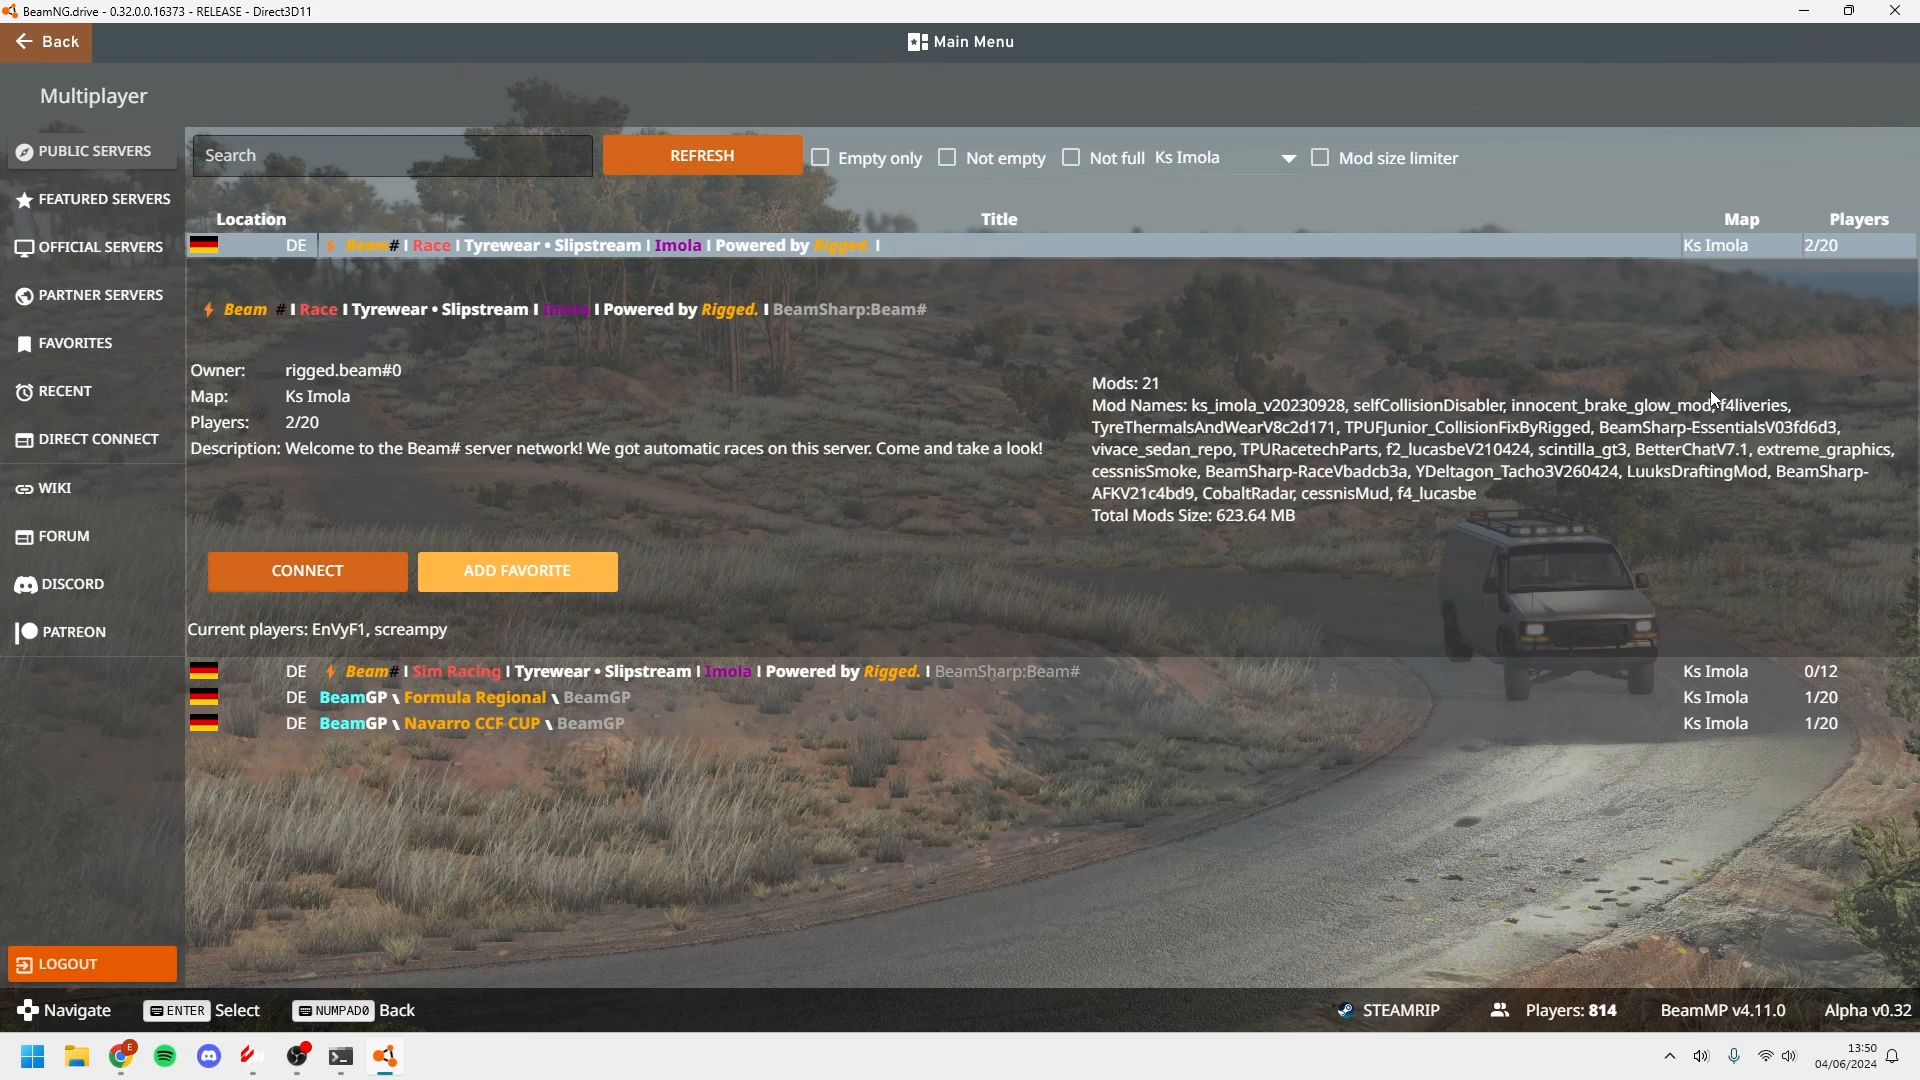 BeamNG.drive - 0.32.0.0.16373 - RELEASE - Direct3D11
Back
Main Menu
Multiplayer
PUBLIC SERVERS
FEATURED SERVERS
OFFICIAL SERVERS
PARTNER SERVERS
FAVORITES
RECENT
DIRECT CONNECT
WIKI
FORUM
DISCORD
PATREON
LOGOUT
Search
REFRESH
Empty only
Not empty
Not full
Ks Imola
Mod size limiter
Location Title Map Players
DE Beam# I Race I Tyrewear • Slipstream I Imola I Powered by Rigged. I Ks Imola 2/20
Beam # I Race I Tyrewear • Slipstream I Imola I Powered by Rigged. I BeamSharp:Beam#
Owner: rigged.beam#0
Map: Ks Imola
Players: 2/20
Description: Welcome to the Beam# server network! We got automatic races on this server. Come and take a look!
Mods: 21
Mod Names: ks_imola_v20230928, selfCollisionDisabler, innocent_brake_glow_mod, f4liveries,
TyreThermalsAndWearV8c2d171, TPUFJunior_CollisionFixByRigged, BeamSharp-EssentialsV03fd6d3,
vivace_sedan_repo, TPURacetechParts, f2_lucasbeV210424, scintilla_gt3, BetterChatV7.1, extreme_graphics,
cessnisSmoke, BeamSharp-RaceVbadcb3a, YDeltagon_Tacho3V260424, LuuksDraftingMod, BeamSharp-
AFKV21c4bd9, CobaltRadar, cessnisMud, f4_lucasbe
Total Mods Size: 623.64 MB
CONNECT
ADD FAVORITE
Current players: EnVyF1, screampy
DE Beam# I Sim Racing I Tyrewear • Slipstream I Imola I Powered by Rigged. I BeamSharp:Beam# Ks Imola 0/12
DE BeamGP \ Formula Regional \ BeamGP Ks Imola 1/20
DE BeamGP \ Navarro CCF CUP \ BeamGP Ks Imola 1/20
Navigate
ENTER Select
NUMPAD0 Back
STEAMRIP
Players: 814
BeamMP v4.11.0
Alpha v0.32
E
13:50
04/06/2024